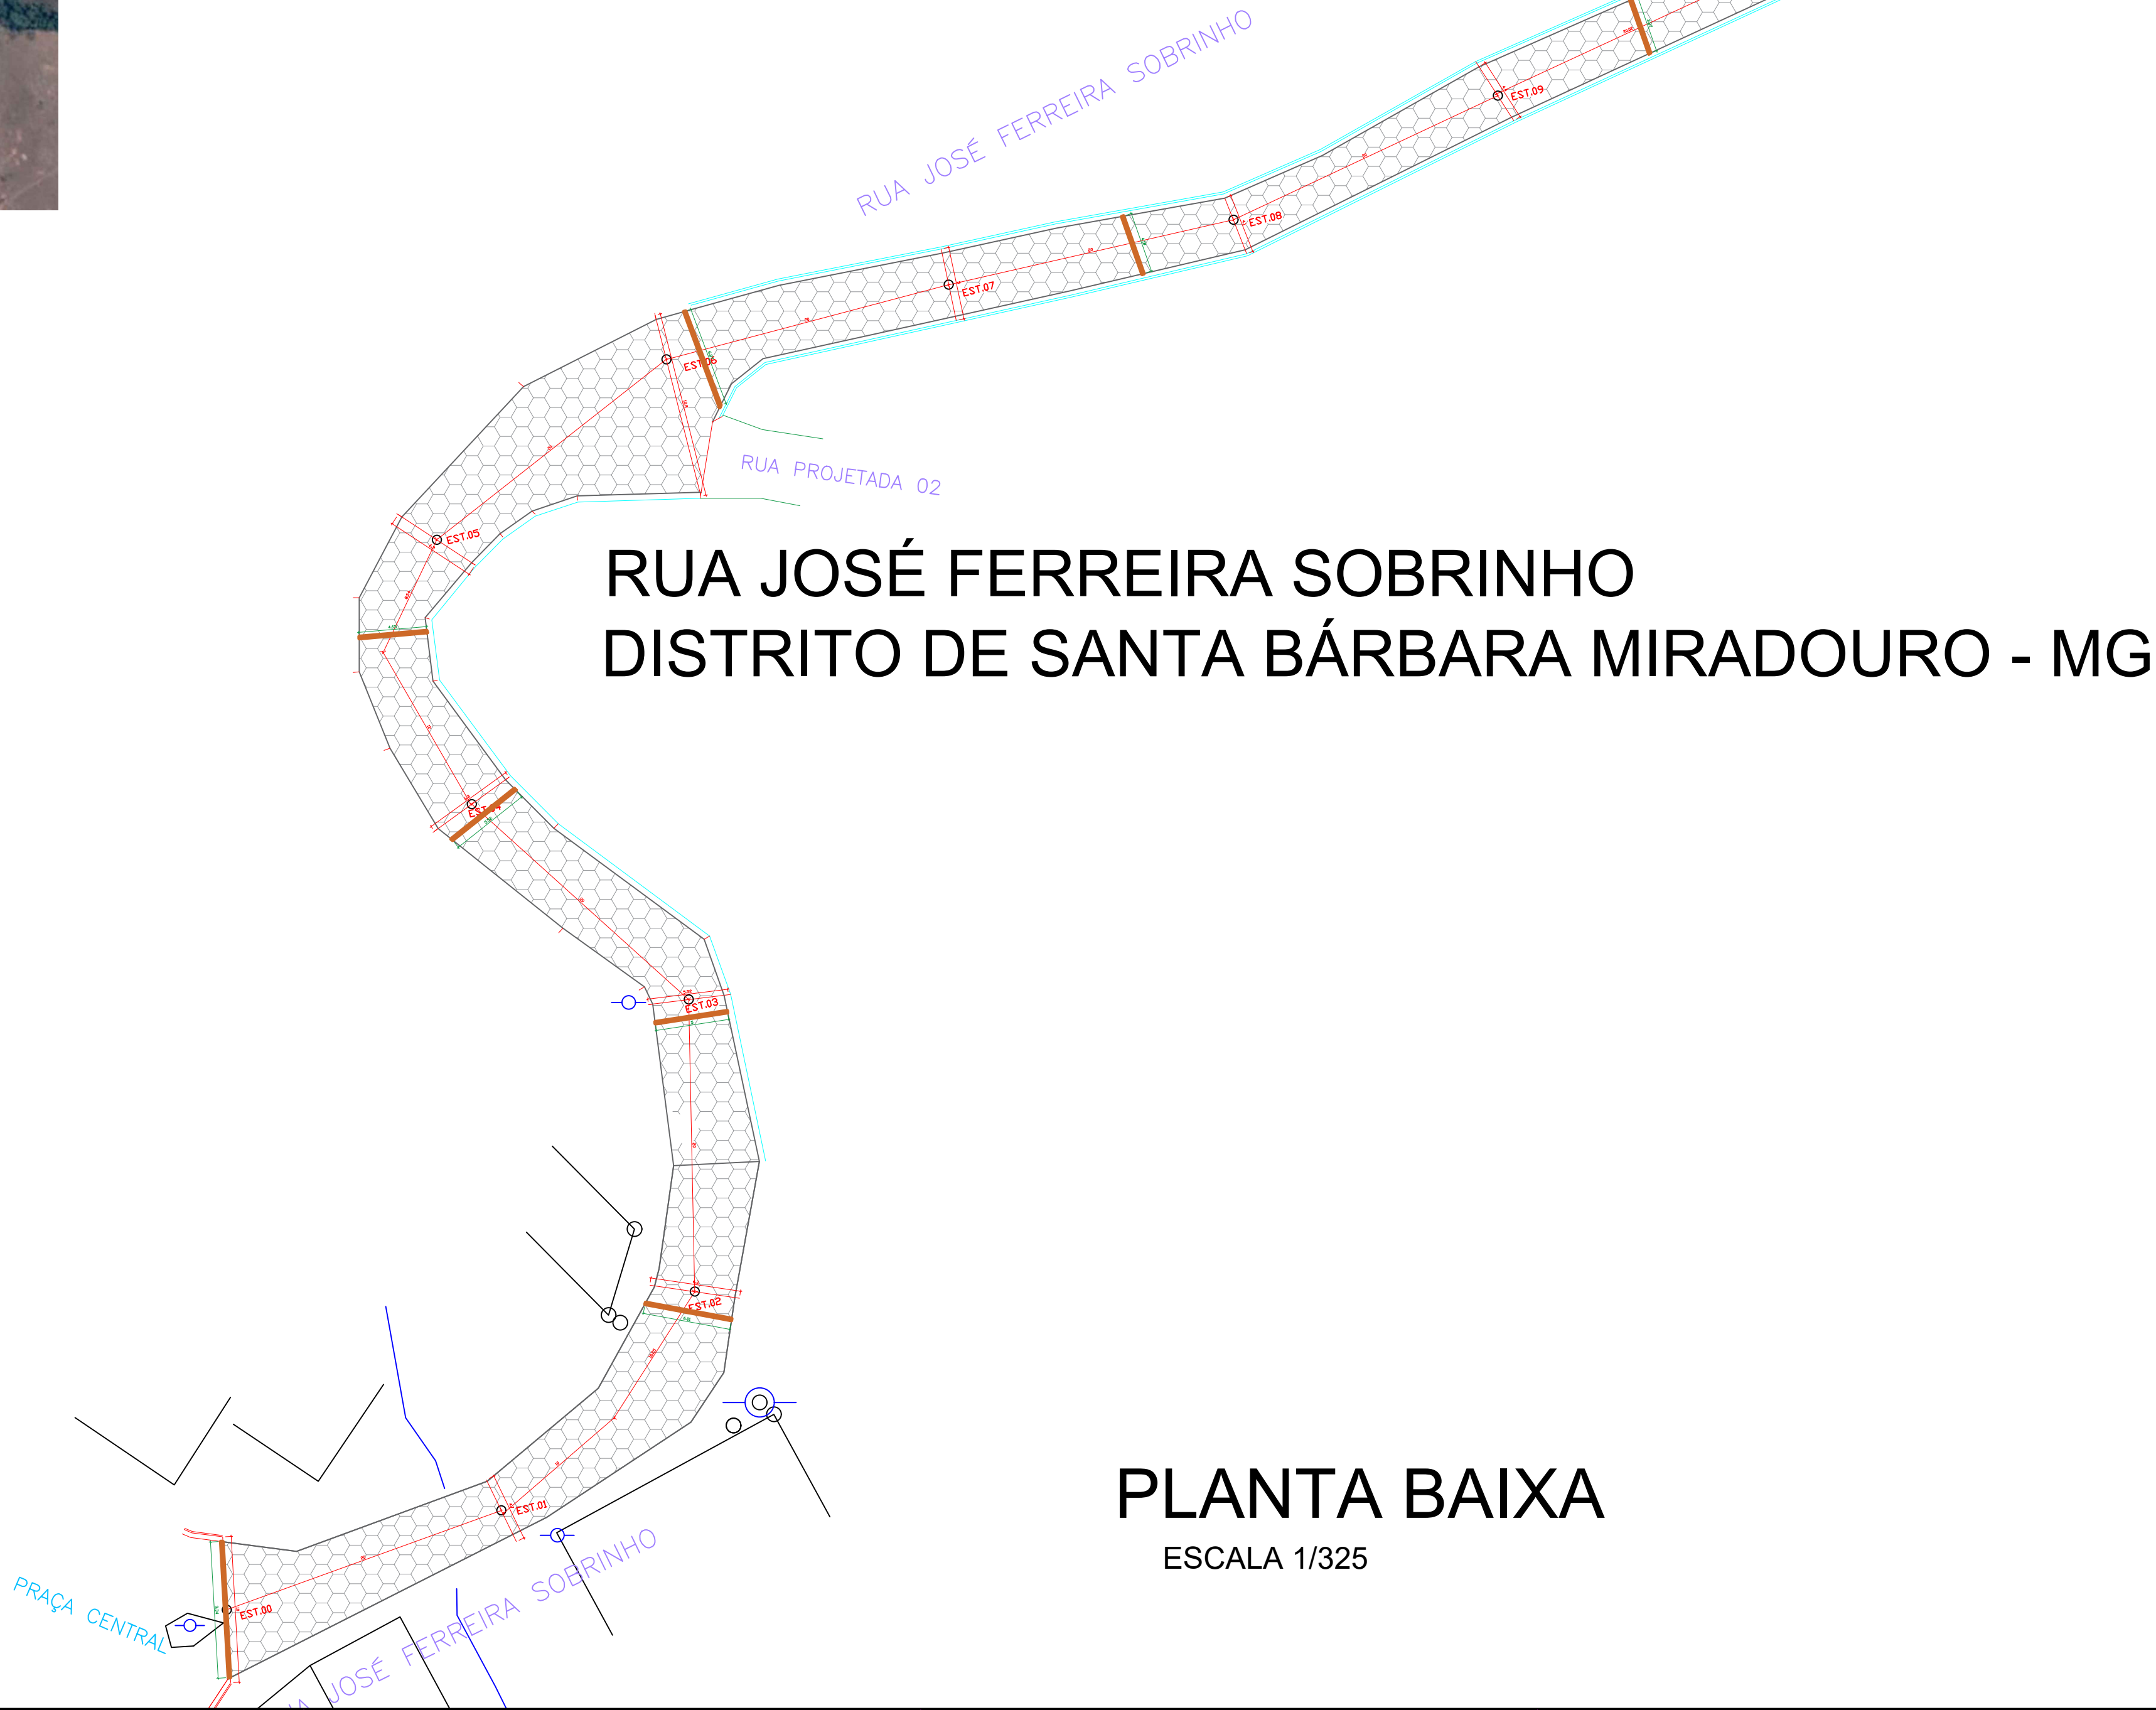 RUA JOSÉ FERREIRA SOBRINHO
EST.09
EST.08
EST.07
EST.06
RUA PROJETADA 02
EST.05
RUA JOSÉ FERREIRA SOBRINHO
DISTRITO DE SANTA BÁRBARA MIRADOURO - MG
EST.04
EST.03
EST.02
PLANTA BAIXA
ESCALA 1/325
EST.01
EST.00
PRAÇA CENTRAL
JOSÉ FERREIRA SOBRINHO